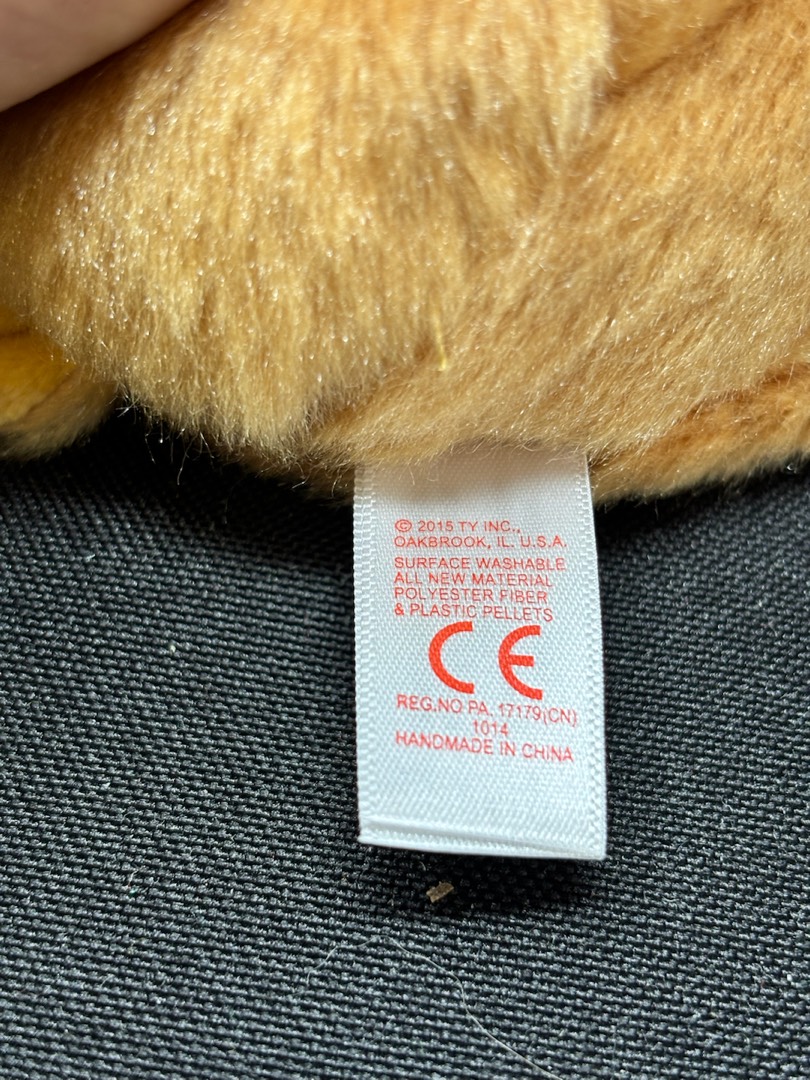 © 2015 TY INC.,
OAKBROOK, IL. U.S.A.
SURFACE WASHABLE
ALL NEW MATERIAL
POLYESTER FIBER
& PLASTIC PELLETS
CE
REG.NO PA. 17179(CN)
1014
HANDMADE IN CHINA